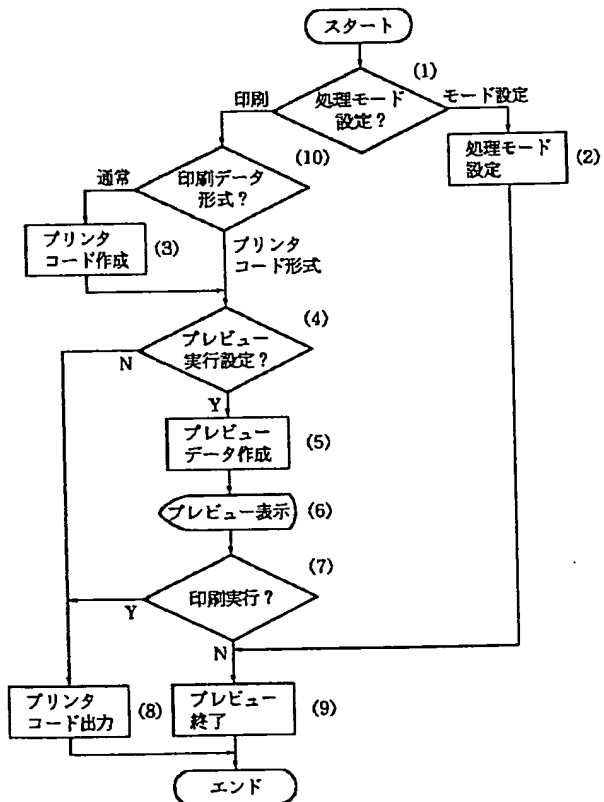 スタート
(1)
印刷
処理モード
設定?
モード設定
(10)
処理モード
設定
(2)
通常
印刷データ
形式?
プリンタ
コード作成
(3)
プリンタ
コード形式
(4)
プレビュー
実行設定?
N
Y
プレビュー
データ作成
(5)
プレビュー表示
(6)
(7)
印刷実行?
Y
N
プリンタ
コード出力
(8)
プレビュー
終了
(9)
エンド